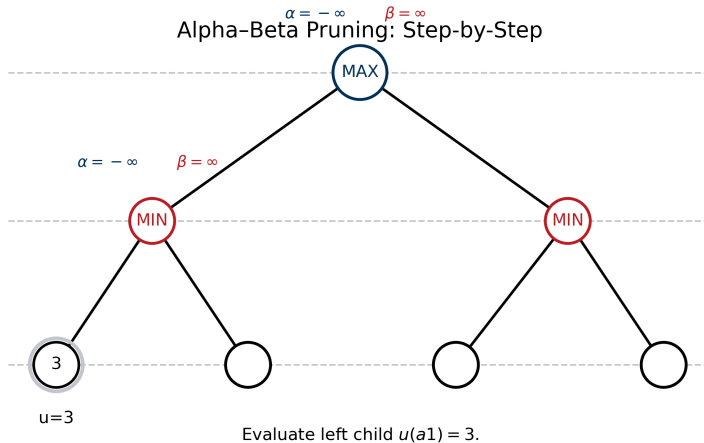 α = −∞ β = ∞
Alpha–Beta Pruning: Step-by-Step
MAX
α = −∞ β = ∞
MIN MIN
3
u=3
Evaluate left child u(a1) = 3.